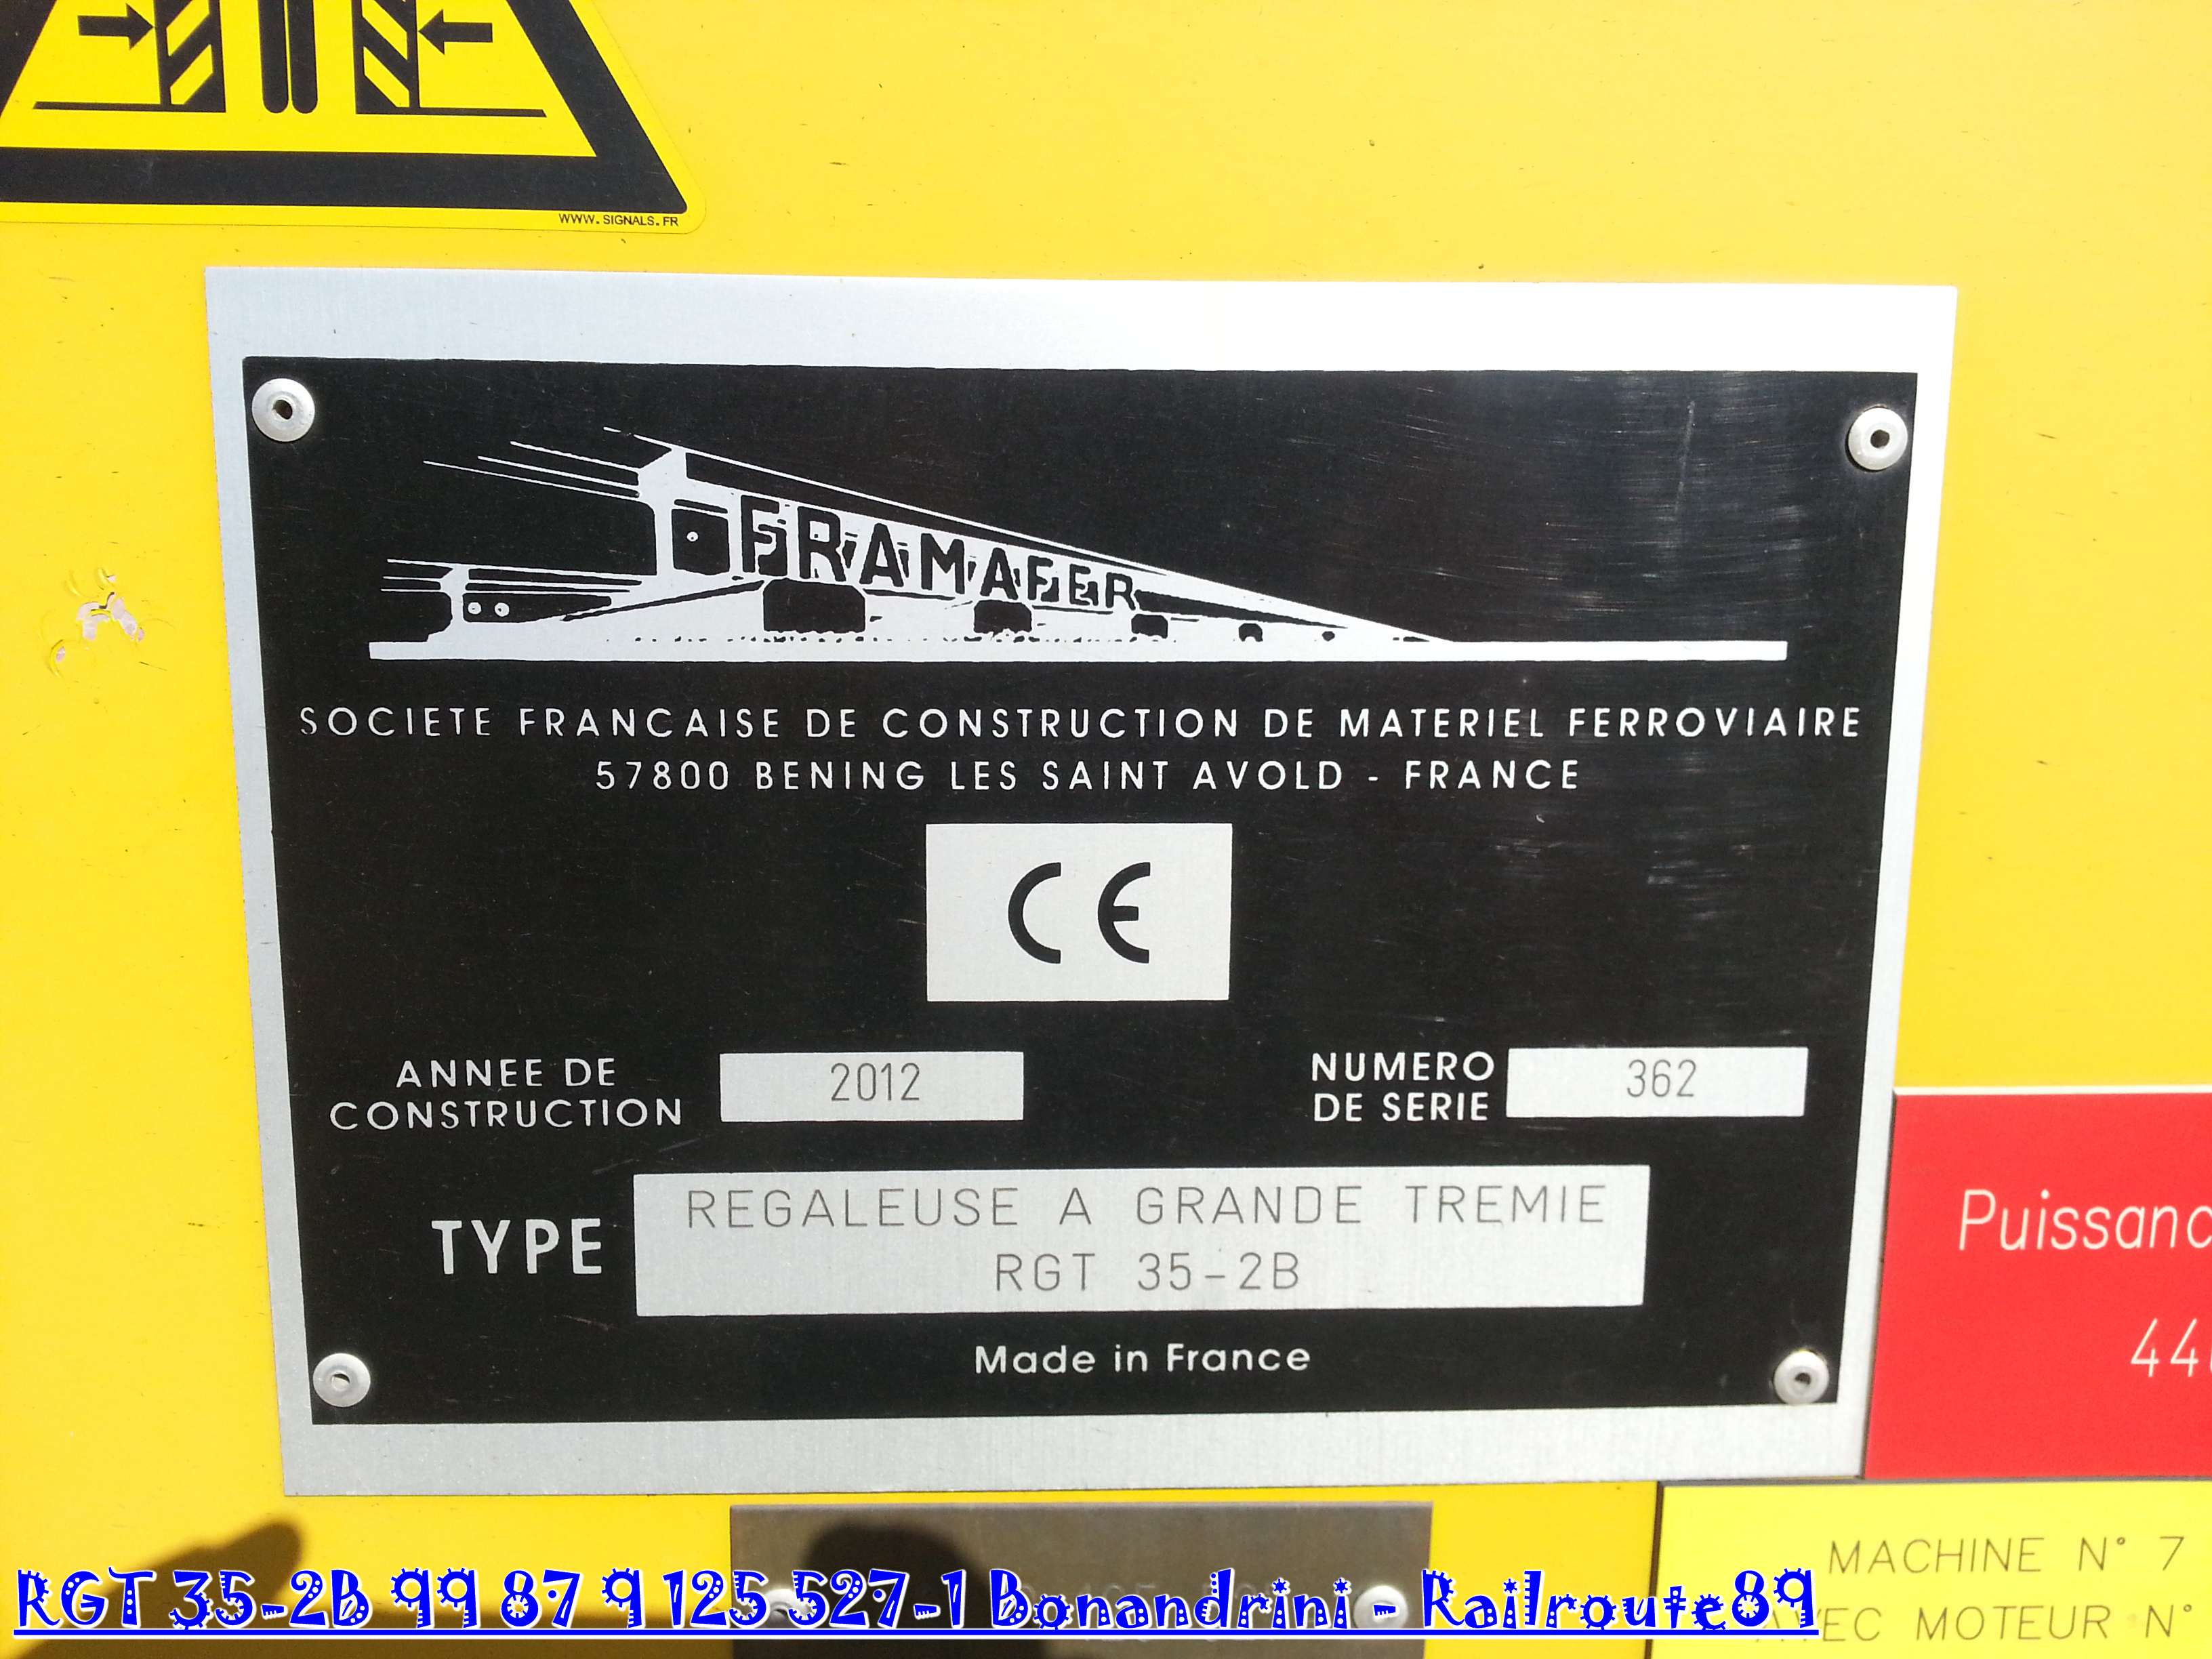 WWW.SIGNALS.FR
FRAMAFER
SOCIETE FRANCAISE DE CONSTRUCTION DE MATERIEL FERROVIAIRE
57800 BENING LES SAINT AVOLD - FRANCE
CE
ANNEE DE
CONSTRUCTION
2012
NUMERO
DE SERIE
362
TYPE
REGALEUSE A GRANDE TREMIE
RGT 35-2B
Made in France
Puissanc
44
MACHINE N° 7
AVEC MOTEUR N°
RGT 35-2B 99 87 9 125 527-1 Bonandrini - Railroute89